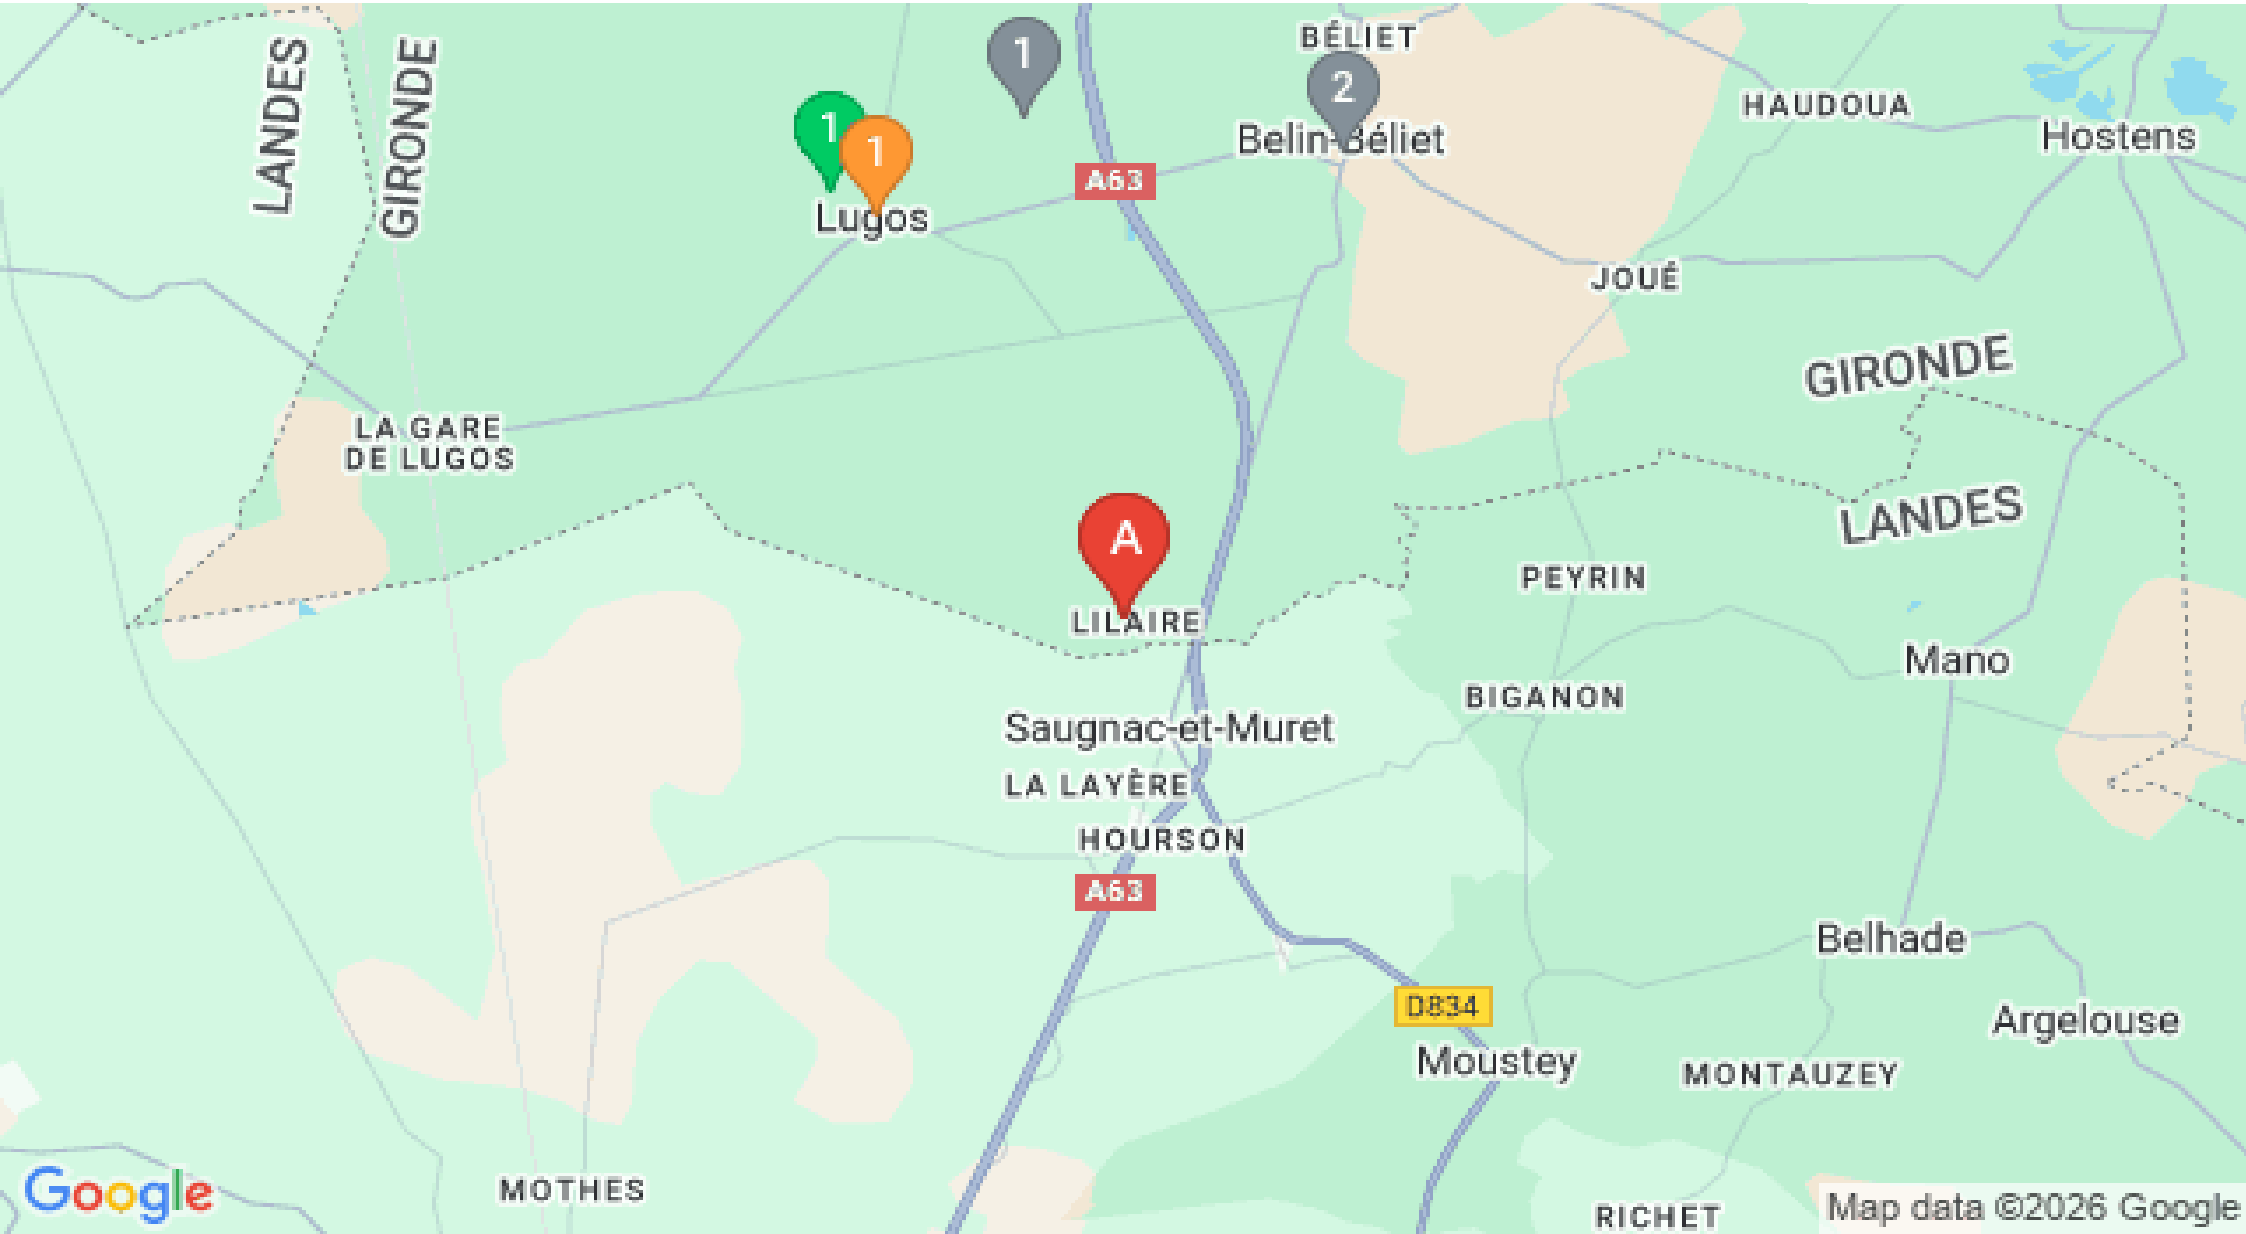 LANDES
GIRONDE
1
BÉLIET
2
Belin-Béliet
HAUDOUA
Hostens
1
1
Lugos
A63
JOUÉ
GIRONDE
LA GARE
DE LUGOS
LANDES
A
LILAIRE
PEYRIN
Mano
BIGANON
Saugnac-et-Muret
LA LAYÈRE
HOURSON
A63
Belhade
D834
Argelouse
Moustey
MONTAUZEY
MOTHES
RICHET
Google
Map data ©2026 Google